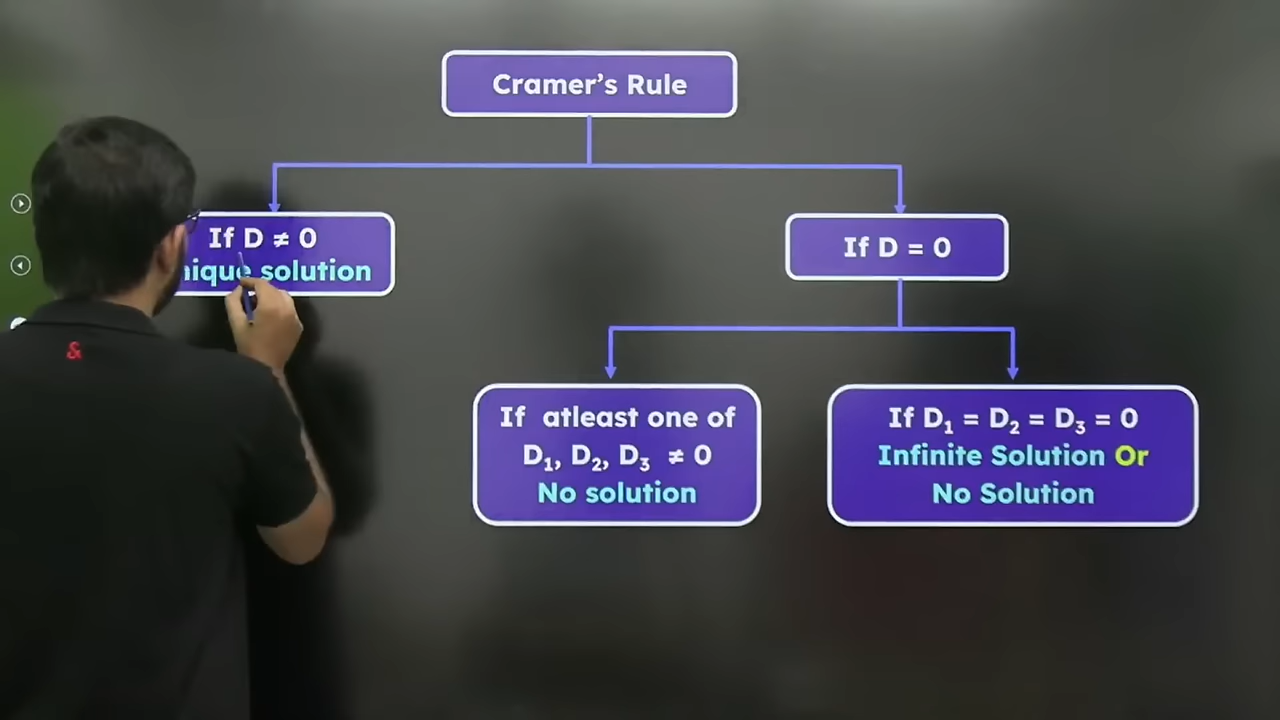 Cramer's Rule
If D ≠ 0
solution
If D = 0
If atleast one of
D₁, D₂, D₃ ≠ 0
No solution
If D₁ = D₂ = D₃ = 0
Infinite Solution Or
No Solution
&